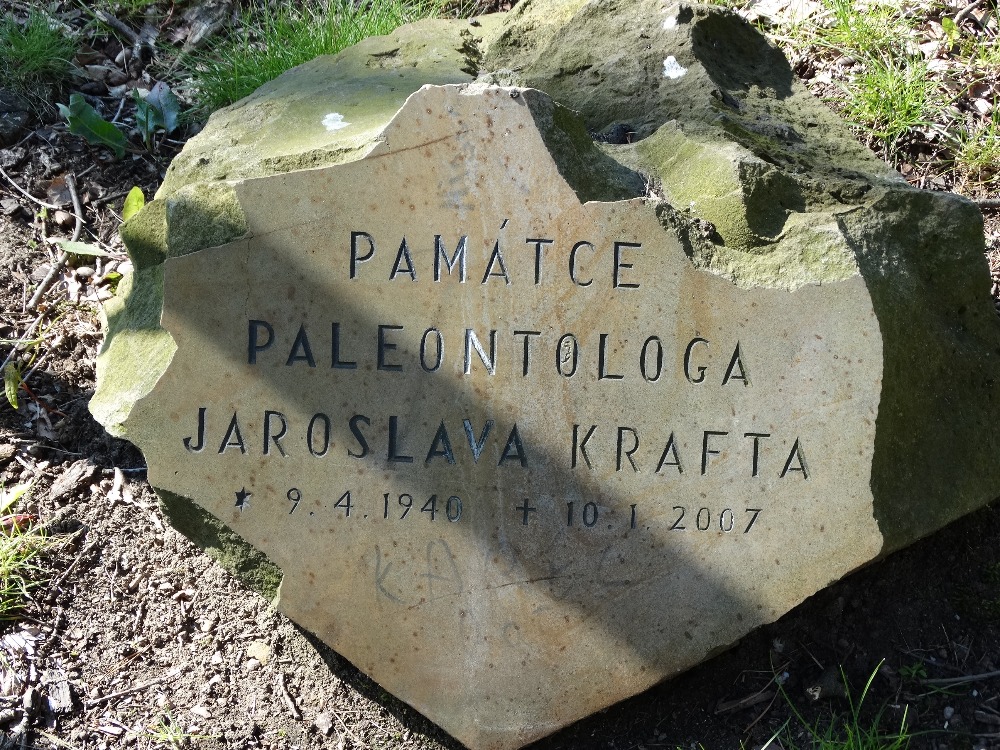 PAMÁTCE
PALEONTOLOGA
JAROSLAVA KRAFTA
* 9. 4. 1940 + 10. 1. 2007